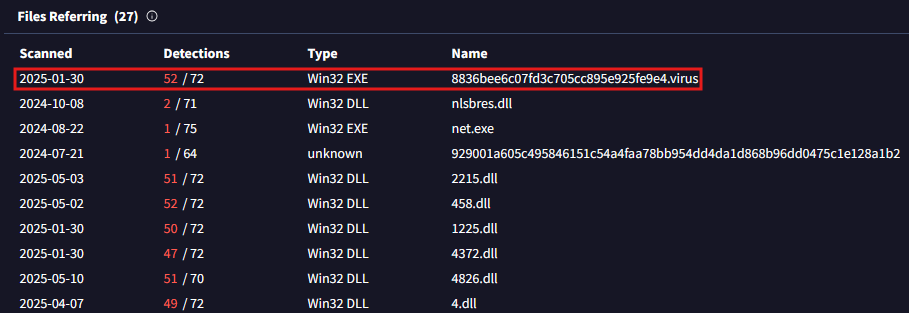 Files Referring (27)
Scanned Detections Type Name
2025-01-30 52 / 72 Win32 EXE 8836bee6c07fd3c705cc895e925fe9e4.virus
2024-10-08 2 / 71 Win32 DLL nlsbres.dll
2024-08-22 1 / 75 Win32 EXE net.exe
2024-07-21 1 / 64 unknown 929001a605c495846151c54a4faa78bb954dd4da1d868b96dd0475c1e128a1b2
2025-05-03 51 / 72 Win32 DLL 2215.dll
2025-05-02 52 / 72 Win32 DLL 458.dll
2025-01-30 50 / 72 Win32 DLL 1225.dll
2025-01-30 47 / 72 Win32 DLL 4372.dll
2025-05-10 51 / 70 Win32 DLL 4826.dll
2025-04-07 49 / 72 Win32 DLL 4.dll